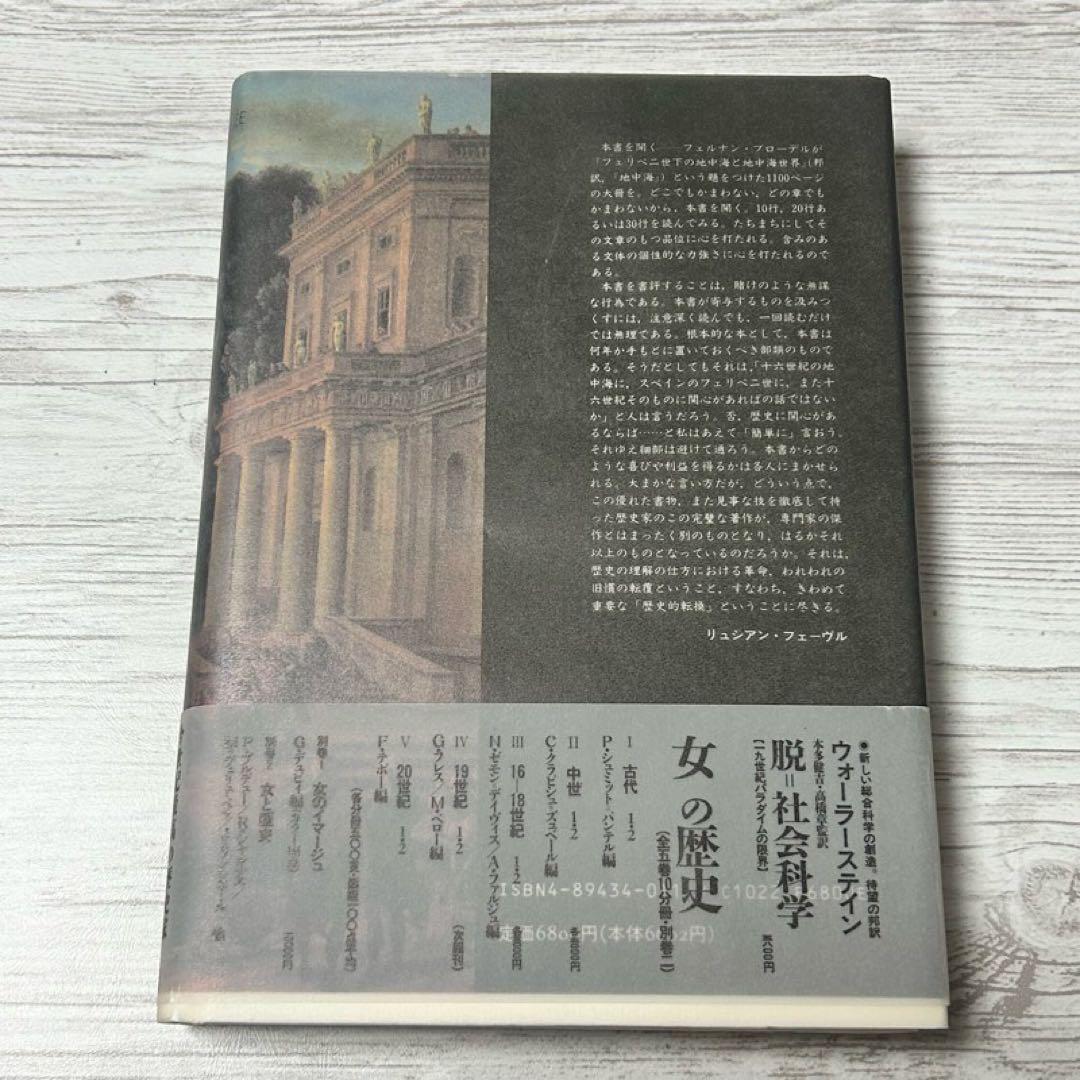 本書を開く——フェルナン・ブローデルが
『フェリペ二世下の地中海と地中海世界』（邦
訳，『地中海』）という題をつけた1100ページ
の大冊を。どこでもかまわない，どの章でも
かまわないから，本書を開く。10行，20行あ
るいは30行を読んでみる。たちまちにしてそ
の文章のもつ品位に心を打たれる。含みのあ
る文体の個性的な力強さに心を打たれるので
ある。
本書を書評することは，賭けのような無謀
な行為である。本書が寄与するものを汲みつ
くすには，注意深く読んでも，一回読むだけ
では無理である。根本的な本として，本書は
何年か手もとに置いておくべき部類のもので
ある。そうだとしてもそれは，「十六世紀の地
中海に，スペインのフェリペ二世に，また十
六世紀そのものに関心があればの話ではない
か」と人は言うだろう。否，歴史に関心があ
るならば……と私はあえて「簡単に」言おう。
それゆえ細部は避けて通ろう。本書からどの
ような喜びや利益を得るかは各人にまかせら
れる。大まかな言い方だが，どういう点で，
この優れた書物，また見事な技を徹底して持
った歴史家のこの完璧な著作が，専門家の傑
作とはまったく別のものとなり，はるかそれ
以上のものとなっているのだろうか。それは，
歴史の理解の仕方における革命，われわれの
旧慣の転覆ということ，すなわち，きわめて
重要な「歴史的転換」ということに尽きる。
リュシアン・フェーヴル
●新しい総合科学の創造。待望の邦訳
ウォーラーステイン
脱=社会科学
本多健吉・高橋章監訳
［一九世紀パラダイムの限界］
女の歴史
（全五巻10分冊・別巻二）
I 古代 1・2
P・シュミット=パンテル編
II 中世 1・2
C・クラピシュ=ズュベール編
III 16—18世紀 1・2
N・ゼモン=デイヴィス／A・ファルジュ編
IV 19世紀 1・2
G・フレス／M・ペロー編
（次回刊）
V 20世紀 1・2
F・テボー編
別巻I 女のイマージュ
G・デュビィ編
別巻II 女と歴史
ISBN4-89434-0
C1022
定価6800円(本体6602円)